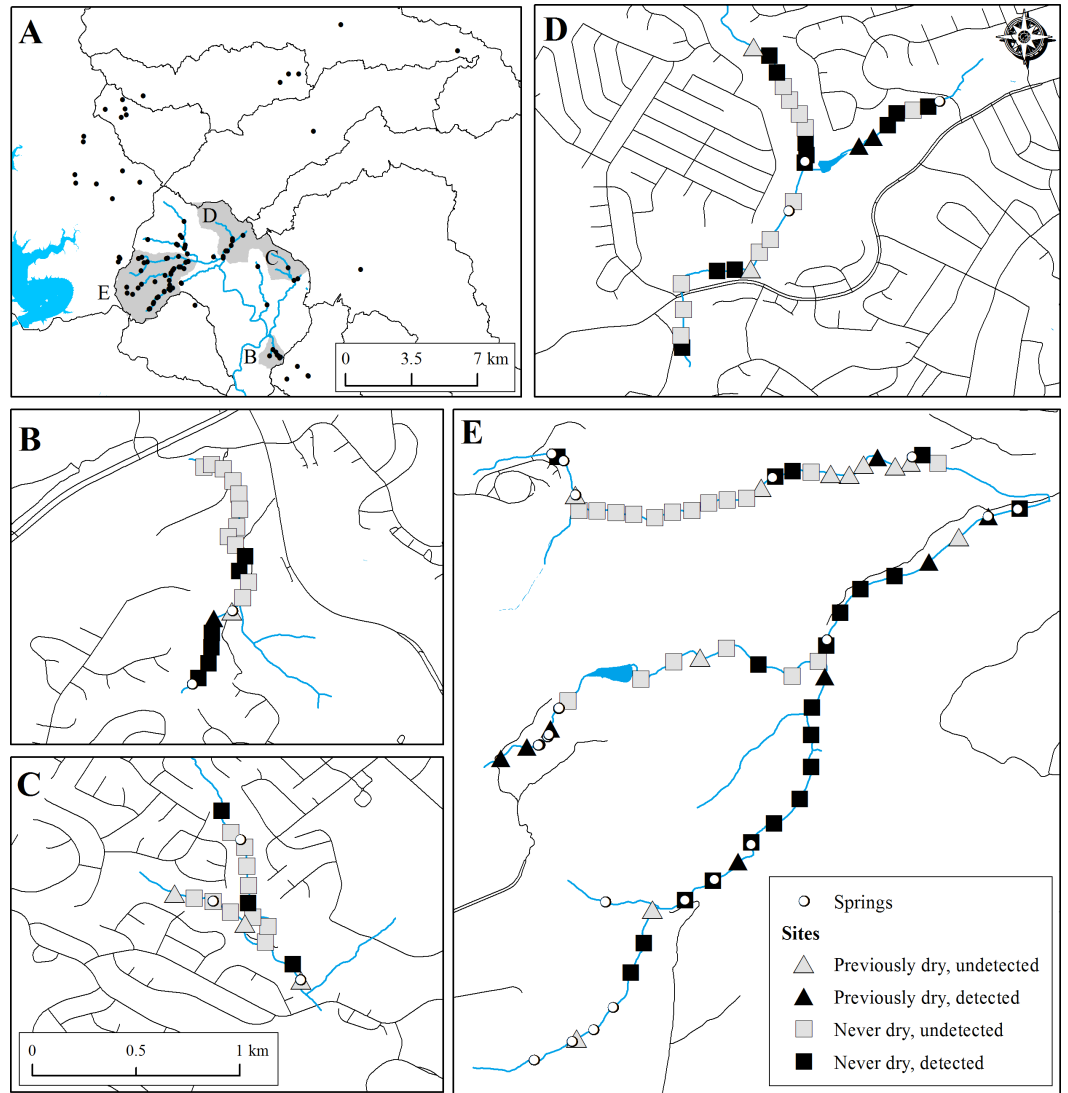 A
D
C
E
B
0 3.5 7 km
D
B
C
0 0.5 1 km
E
Springs
Sites
Previously dry, undetected
Previously dry, detected
Never dry, undetected
Never dry, detected